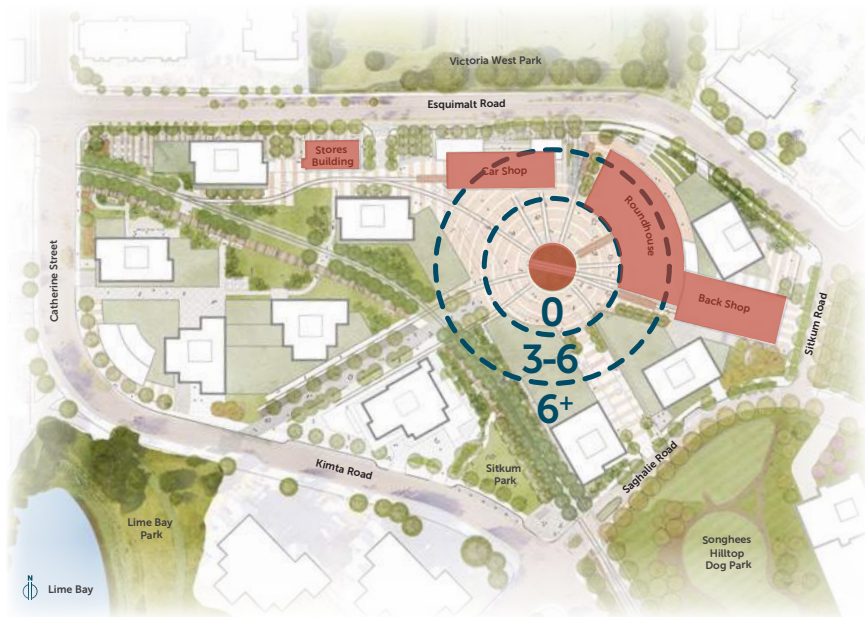 Victoria West Park
Esquimalt Road
Stores
Building
Car Shop
Roundhouse
Back Shop
Catherine Street
Sitkum Road
0
3-6
6+
Kimta Road
Sitkum
Park
Saghalie Road
Lime Bay
Park
Songhees
Hilltop
Dog Park
N
Lime Bay